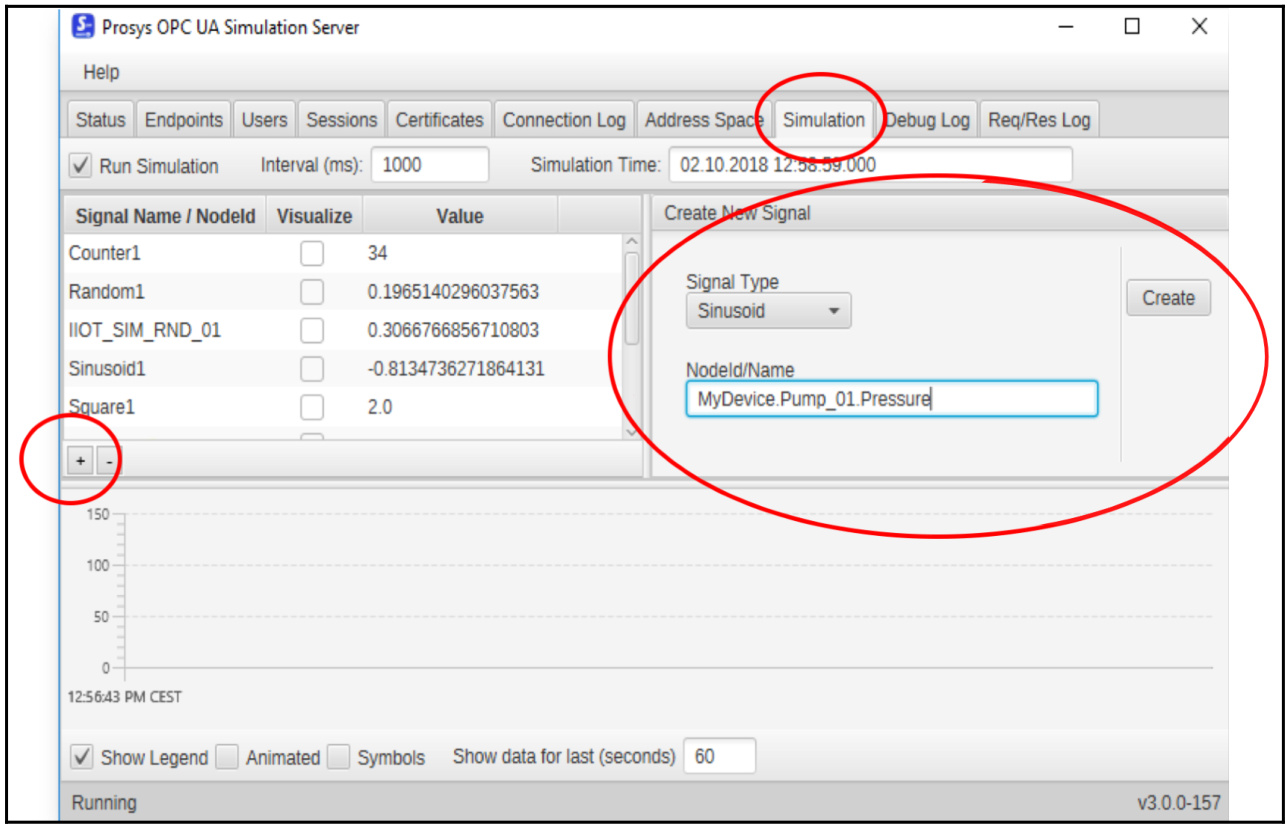 Prosys OPC UA Simulation Server
Help
Status Endpoints Users Sessions Certificates Connection Log Address Space Simulation Debug Log Req/Res Log
Run Simulation Interval (ms): 1000 Simulation Time: 02.10.2018 12:58:59.000
Signal Name / NodeId Visualize Value
Counter1 34
Random1 0.1965140296037563
IIOT_SIM_RND_01 0.3066766856710803
Sinusoid1 -0.8134736271864131
Square1 2.0
+ -
Create New Signal
Signal Type
Sinusoid
Create
NodeId/Name
MyDevice.Pump_01.Pressure
150
100
50
0
12:56:43 PM CEST
Show Legend Animated Symbols Show data for last (seconds) 60
Running v3.0.0-157